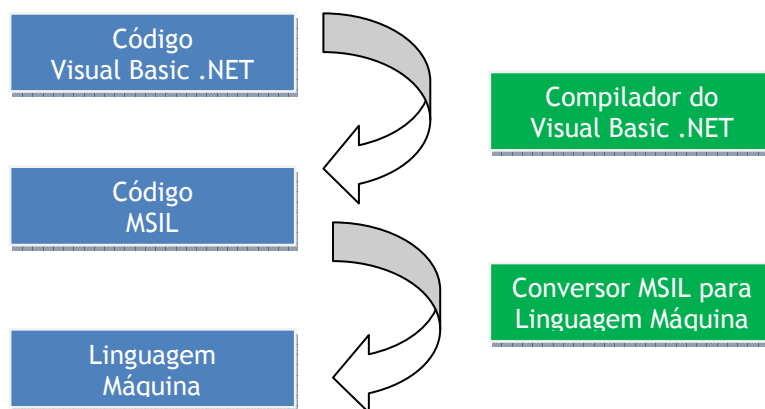 Código
Visual Basic .NET
Compilador do
Visual Basic .NET
Código
MSIL
Conversor MSIL para
Linguagem Máquina
Linguagem
Máquina